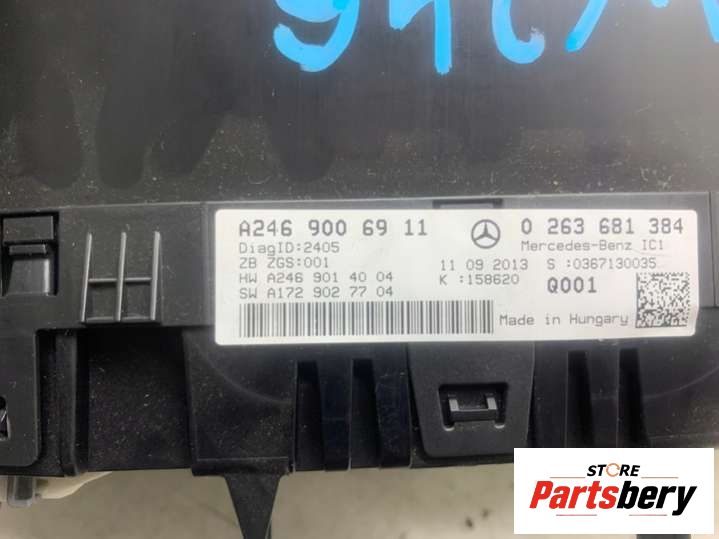 A246 900 69 11
0 263 681 384
DiagID:2405
Mercedes-Benz IC1
ZB ZGS:001
11 09 2013 S :0367130035
HW A246 901 40 04
K :158620 Q001
SW A172 902 77 04
Made in Hungary
STORE
Partsbery